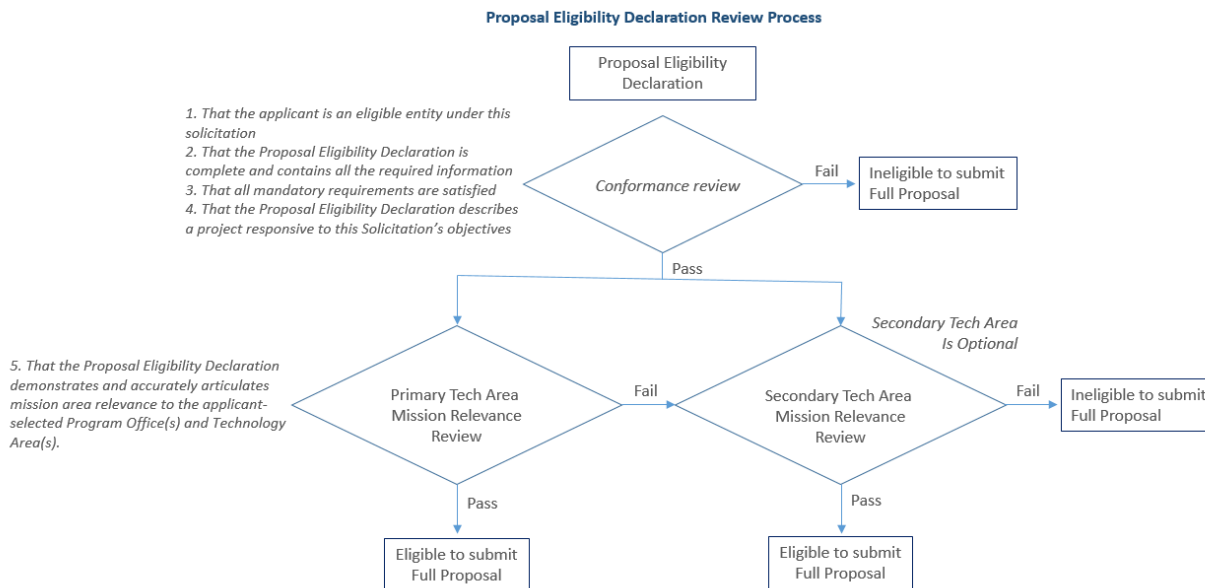 Proposal Eligibility Declaration Review Process
Proposal Eligibility
Declaration
1. That the applicant is an eligible entity under this
solicitation
2. That the Proposal Eligibility Declaration is
complete and contains all the required information
3. That all mandatory requirements are satisfied
4. That the Proposal Eligibility Declaration describes
a project responsive to this Solicitation's objectives
Conformance review
Fail
Ineligible to submit
Full Proposal
Pass
Secondary Tech Area
Is Optional
5. That the Proposal Eligibility Declaration
demonstrates and accurately articulates
mission area relevance to the applicant-
selected Program Office(s) and Technology
Area(s).
Primary Tech Area
Mission Relevance
Review
Fail
Secondary Tech Area
Mission Relevance
Review
Fail
Ineligible to submit
Full Proposal
Pass
Pass
Eligible to submit
Full Proposal
Eligible to submit
Full Proposal